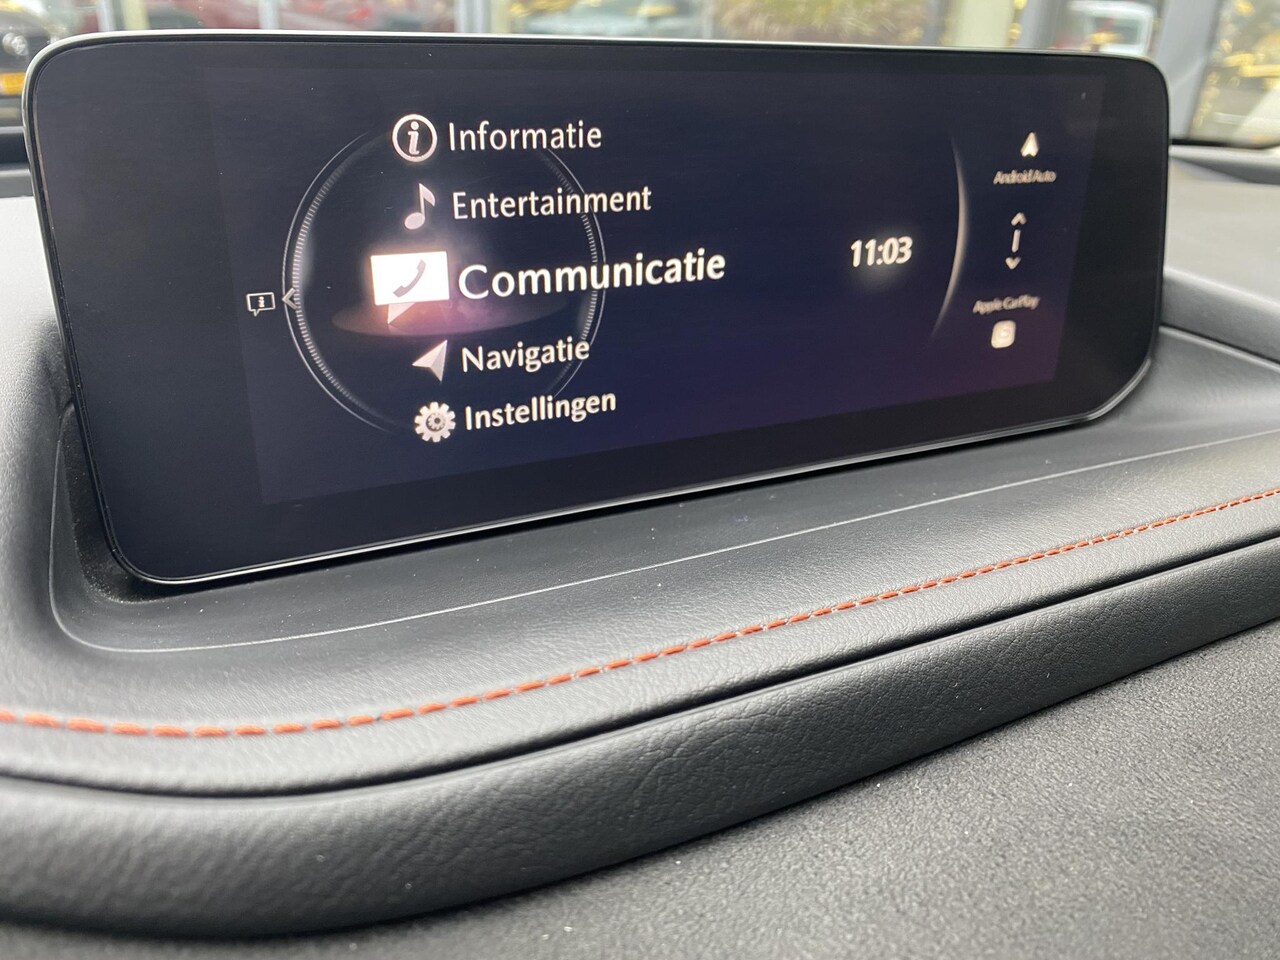 Informatie
Entertainment
Communicatie
Navigatie
Instellingen
11:03
Android Auto
Apple CarPlay